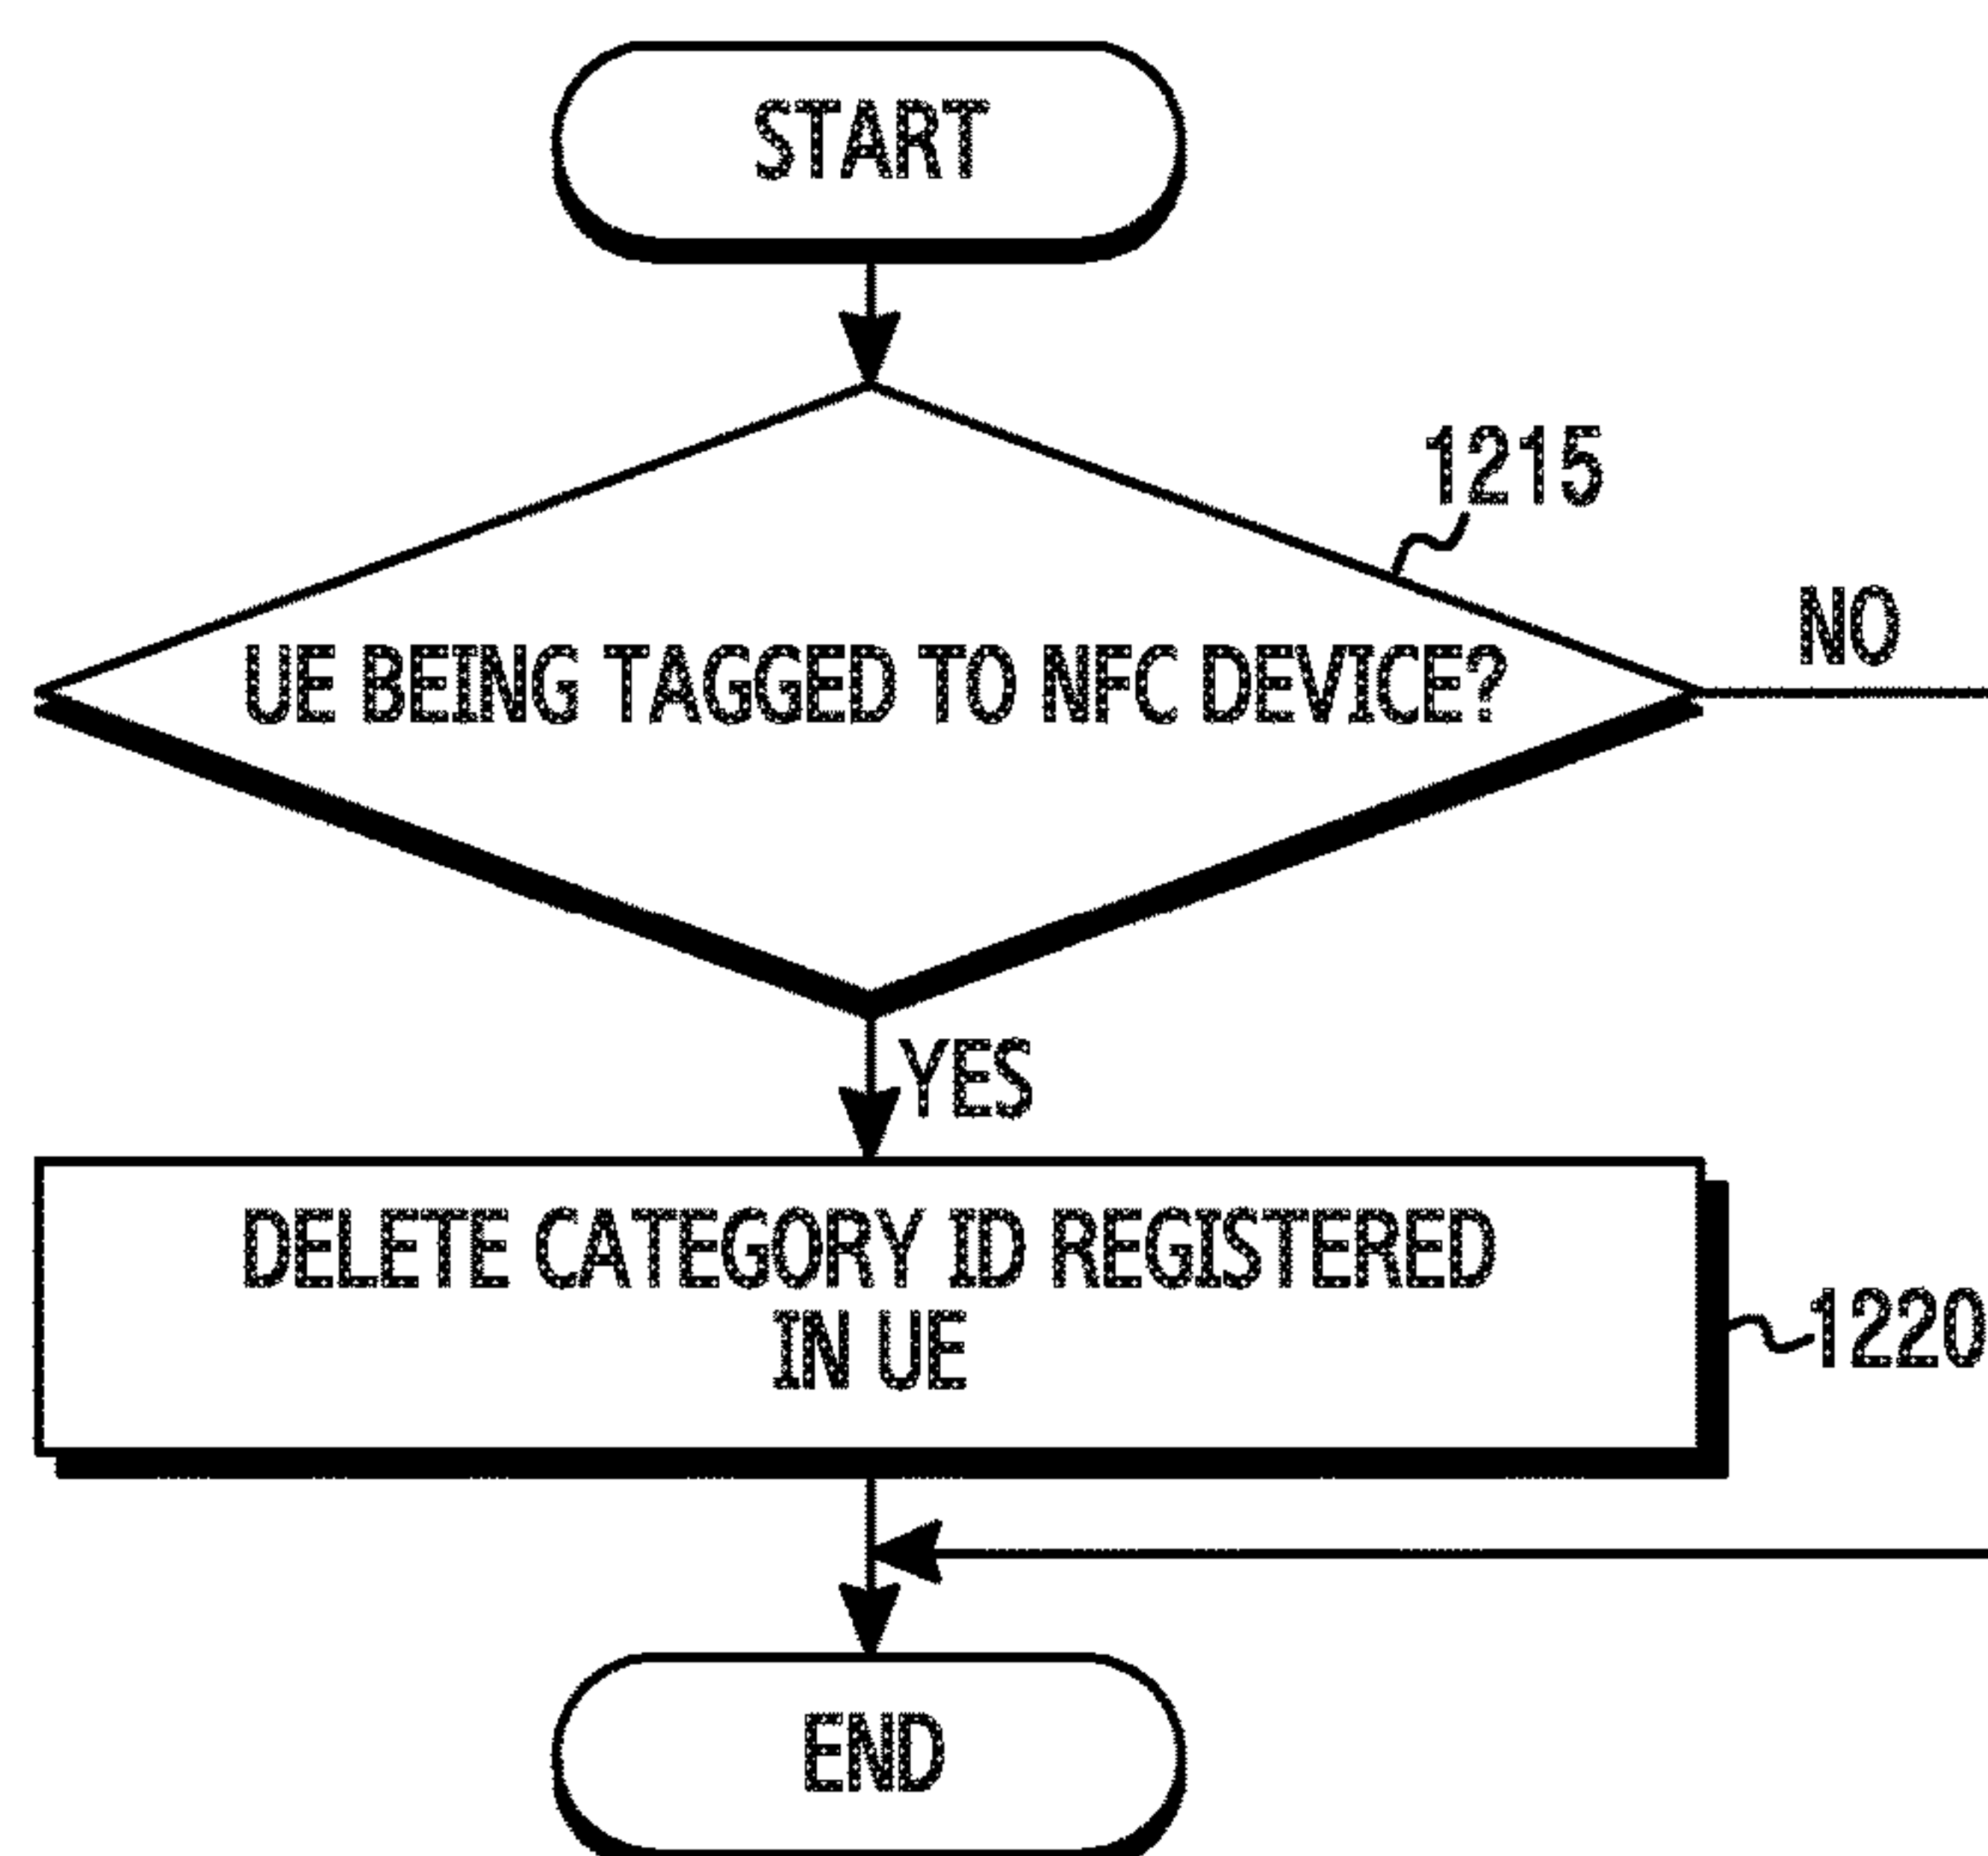 START
1215
NO
UE BEING TAGGED TO NFC DEVICE?
YES
DELETE CATEGORY ID REGISTERED
IN UE
1220
END